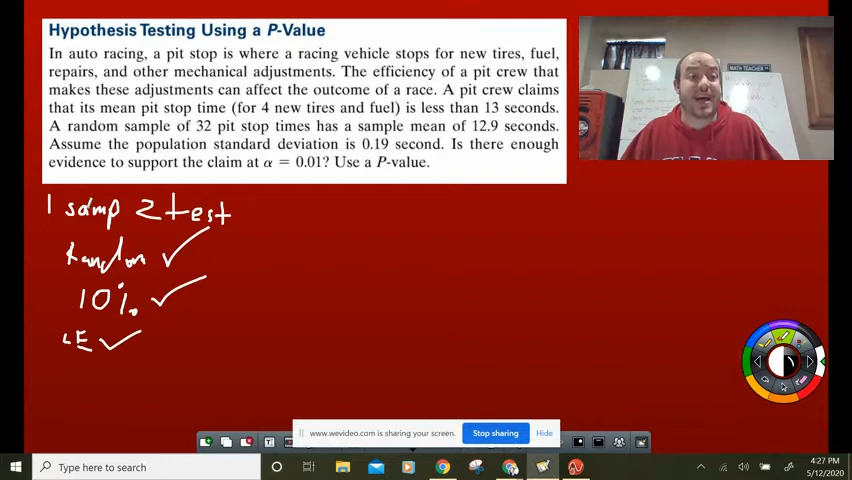 Hypothesis Testing Using a P-Value
In auto racing, a pit stop is where a racing vehicle stops for new tires, fuel,
repairs, and other mechanical adjustments. The efficiency of a pit crew that
makes these adjustments can affect the outcome of a race. A pit crew claims
that its mean pit stop time (for 4 new tires and fuel) is less than 13 seconds.
A random sample of 32 pit stop times has a sample mean of 12.9 seconds.
Assume the population standard deviation is 0.19 second. Is there enough
evidence to support the claim at α = 0.01? Use a P-value.
MATH TEACHER
1 samp z test
Random ✓
10% ✓
LE ✓
www.wevideo.com is sharing your screen.
Stop sharing
Hide
Type here to search
4:27 PM
5/12/2020